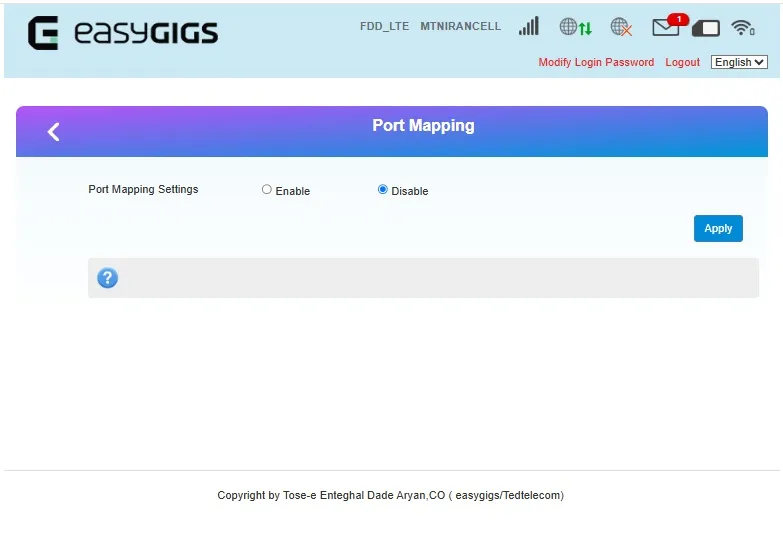 easyGIGS
FDD_LTE MTNIRANCELL 1 0
Modify Login Password Logout English
Port Mapping
Port Mapping Settings Enable Disable
Apply
?
Copyright by Tose-e Enteghal Dade Aryan,CO ( easygigs/Tedtelecom)